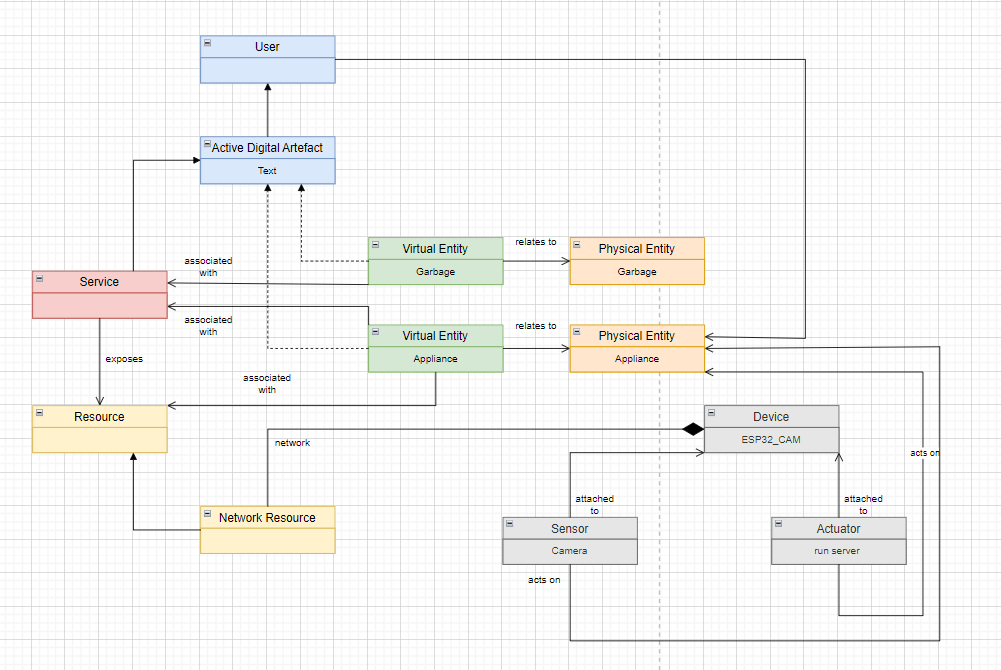 User
Active Digital Artefact
Text
Virtual Entity
Garbage
relates to
Physical Entity
Garbage
associated
with
Service
associated
with
Virtual Entity
Appliance
relates to
Physical Entity
Appliance
exposes
associated
with
Resource
network
Device
ESP32_CAM
acts on
attached
to
attached
to
Network Resource
Sensor
Camera
Actuator
run server
acts on